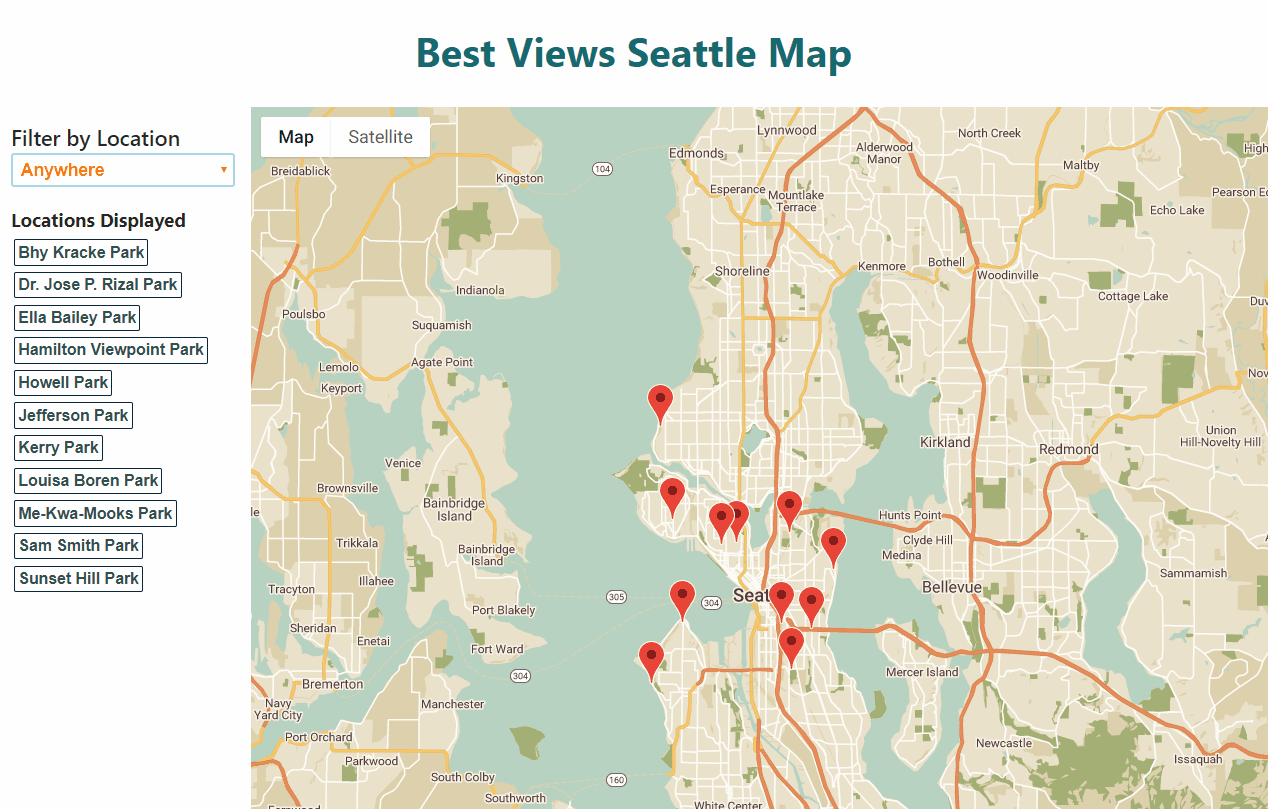 Best Views Seattle Map
Filter by Location
Anywhere
Locations Displayed
Bhy Kracke Park
Dr. Jose P. Rizal Park
Ella Bailey Park
Hamilton Viewpoint Park
Howell Park
Jefferson Park
Kerry Park
Louisa Boren Park
Me-Kwa-Mooks Park
Sam Smith Park
Sunset Hill Park
Map Satellite
Lynnwood
North Creek
Edmonds
Alderwood
Manor
High
Maltby
104
Breidablick
Kingston
Esperance
Mountlake
Terrace
Pearson
Echo Lake
Shoreline
Kenmore
Bothell
Woodinville
Indianola
Cottage Lake
Duv
Poulsbo
Suquamish
Lemolo
Agate Point
Keyport
Nov
Union
Hill-Novelty Hill
Kirkland
Redmond
Venice
Brownsville
Bainbridge
Island
le
Hunts Point
Trikkala
Bainbridge
Island
Clyde Hill
Medina
Sammamish
Illahee
Tracyton
Bellevue
305
304
Seat
Port Blakely
Sheridan
Enetai
Fort Ward
304
Mercer Island
Bremerton
Navy
Yard City
Manchester
Port Orchard
Newcastle
Parkwood
Issaquah
South Colby
160
Southworth
White Center